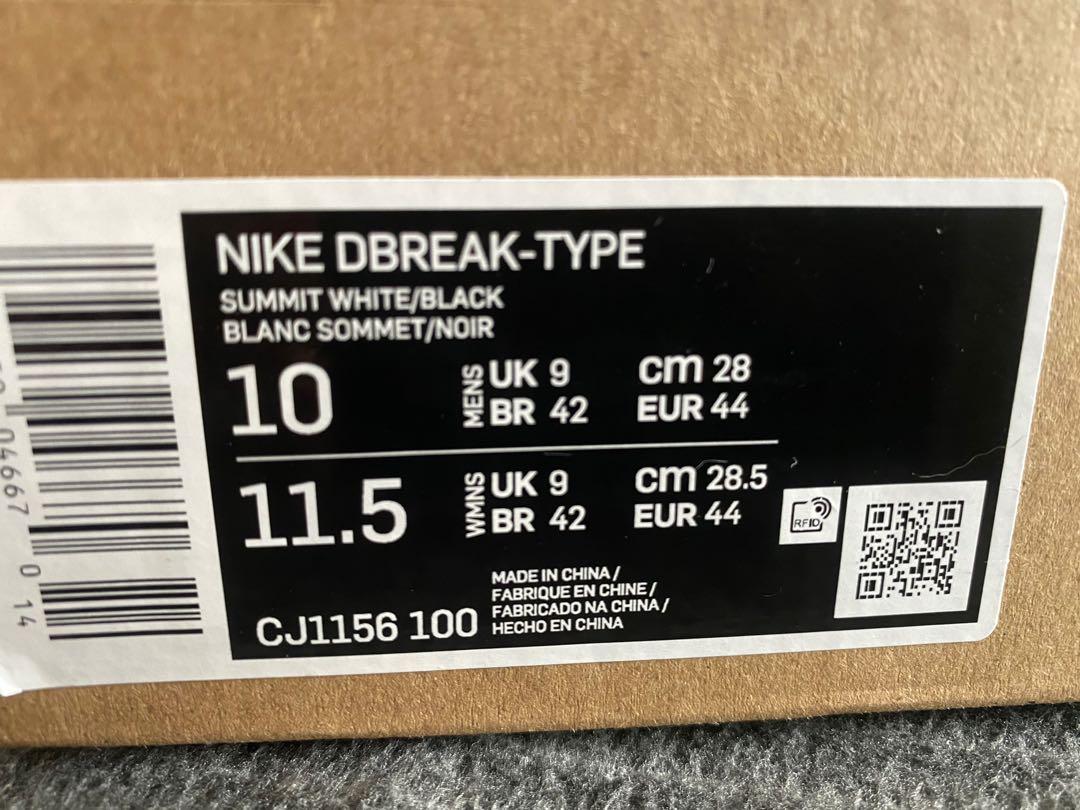 NIKE DBREAK-TYPE
SUMMIT WHITE/BLACK
BLANC SOMMET/NOIR
10 MENS UK 9 cm 28
BR 42 EUR 44
11.5 WMNS UK 9 cm 28.5
BR 42 EUR 44
RFID
CJ1156 100
MADE IN CHINA /
FABRIQUE EN CHINE /
FABRICADO NA CHINA /
HECHO EN CHINA
04667 0 14